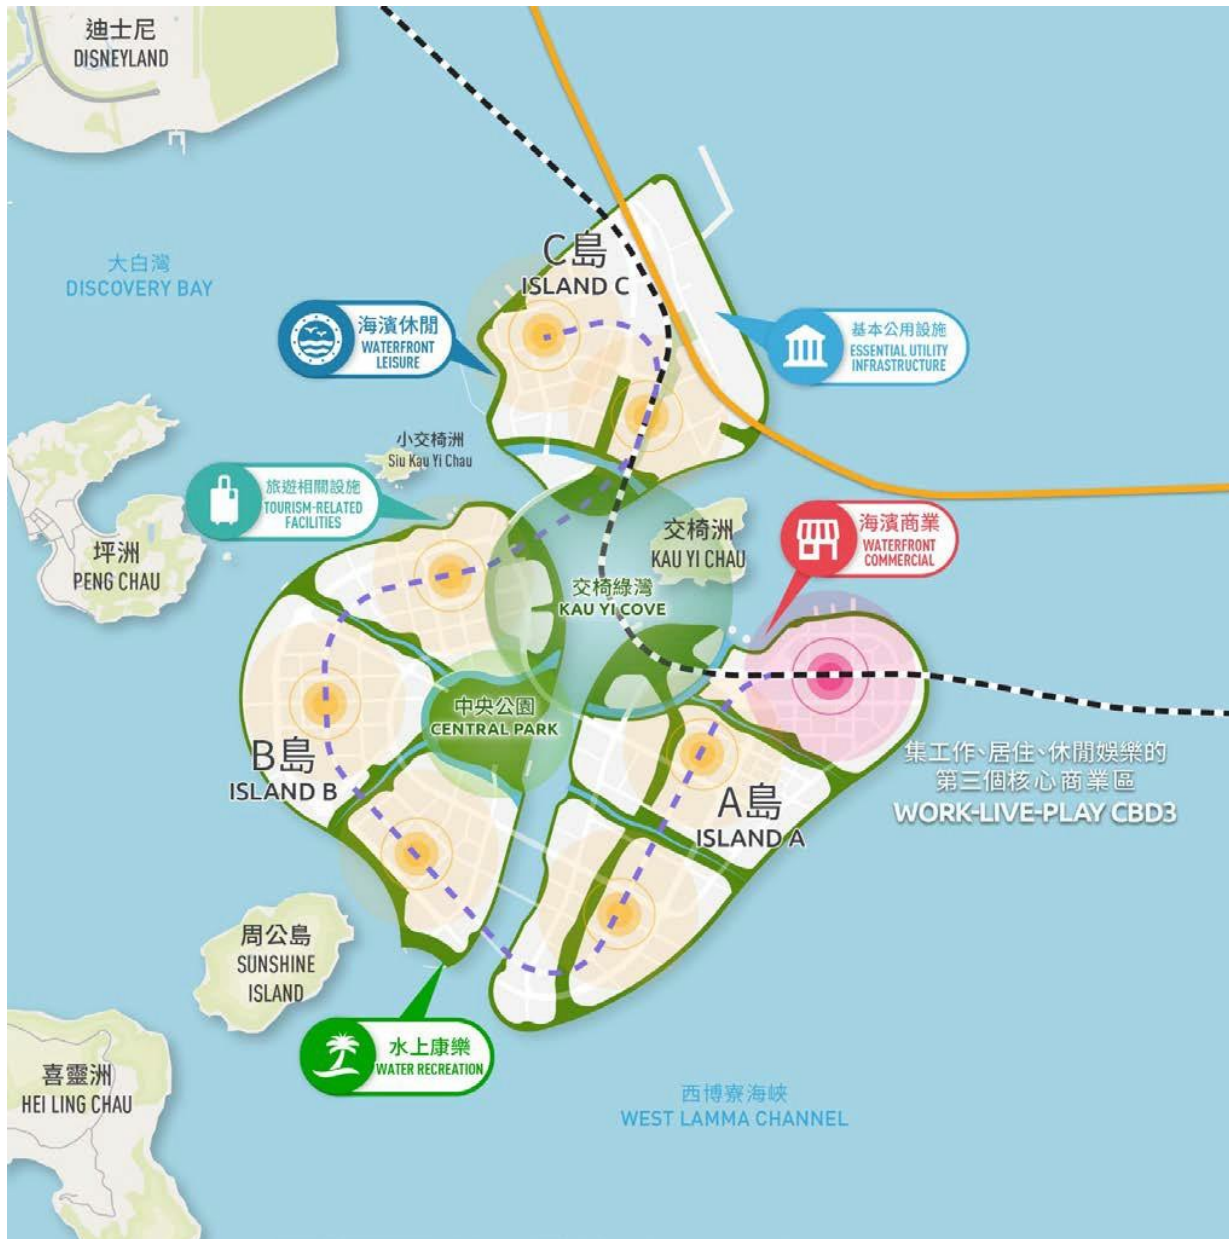 迪士尼
DISNEYLAND
C島
ISLAND C
大白灣
DISCOVERY BAY
海濱休閒
WATERFRONT
LEISURE
基本公用設施
ESSENTIAL UTILITY
INFRASTRUCTURE
小交椅洲
Siu Kau Yi Chau
旅遊相關設施
TOURISM-RELATED
FACILITIES
交椅洲
KAU YI CHAU
海濱商業
WATERFRONT
COMMERCIAL
坪洲
PENG CHAU
交椅綠灣
KAU YI COVE
中央公園
CENTRAL PARK
B島
ISLAND B
A島
ISLAND A
集工作、居住、休閒娛樂的
第三個核心商業區
WORK-LIVE-PLAY CBD3
周公島
SUNSHINE
ISLAND
水上康樂
WATER RECREATION
喜靈洲
HEI LING CHAU
西博寮海峽
WEST LAMMA CHANNEL